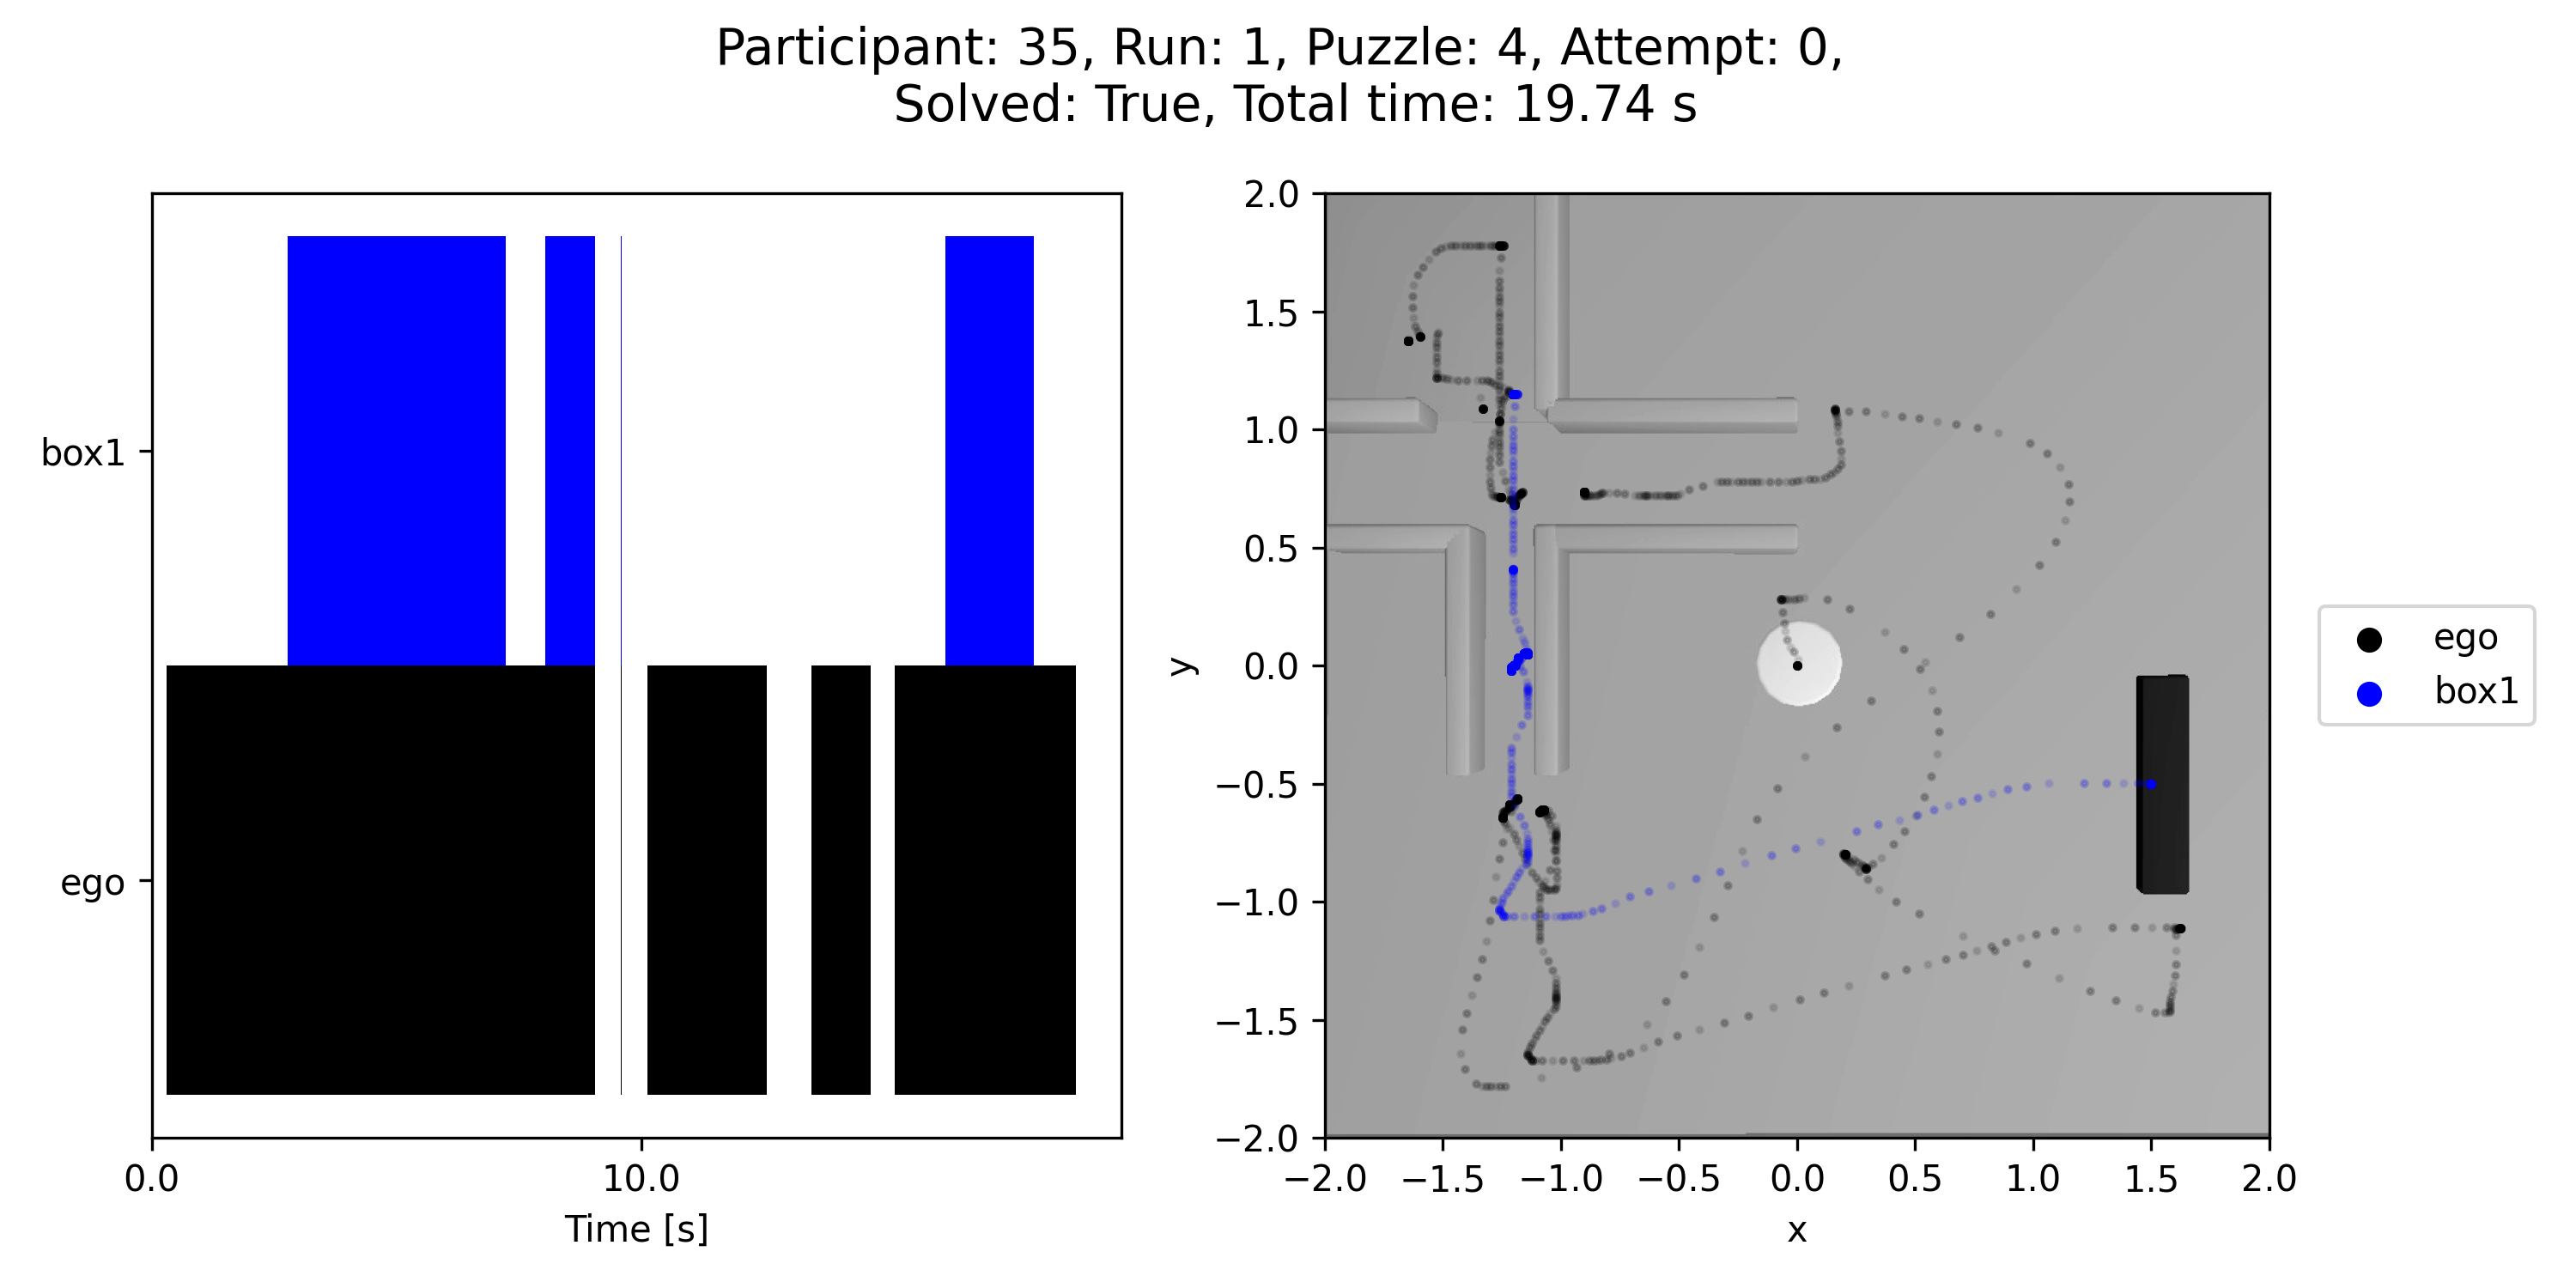 Participant: 35, Run: 1, Puzzle: 4, Attempt: 0,
Solved: True, Total time: 19.74 s
box1
ego
0.0
10.0
Time [s]
2.0
1.5
1.0
0.5
0.0
−0.5
−1.0
−1.5
−2.0
y
−2.0
−1.5
−1.0
−0.5
0.0
0.5
1.0
1.5
2.0
x
ego
box1